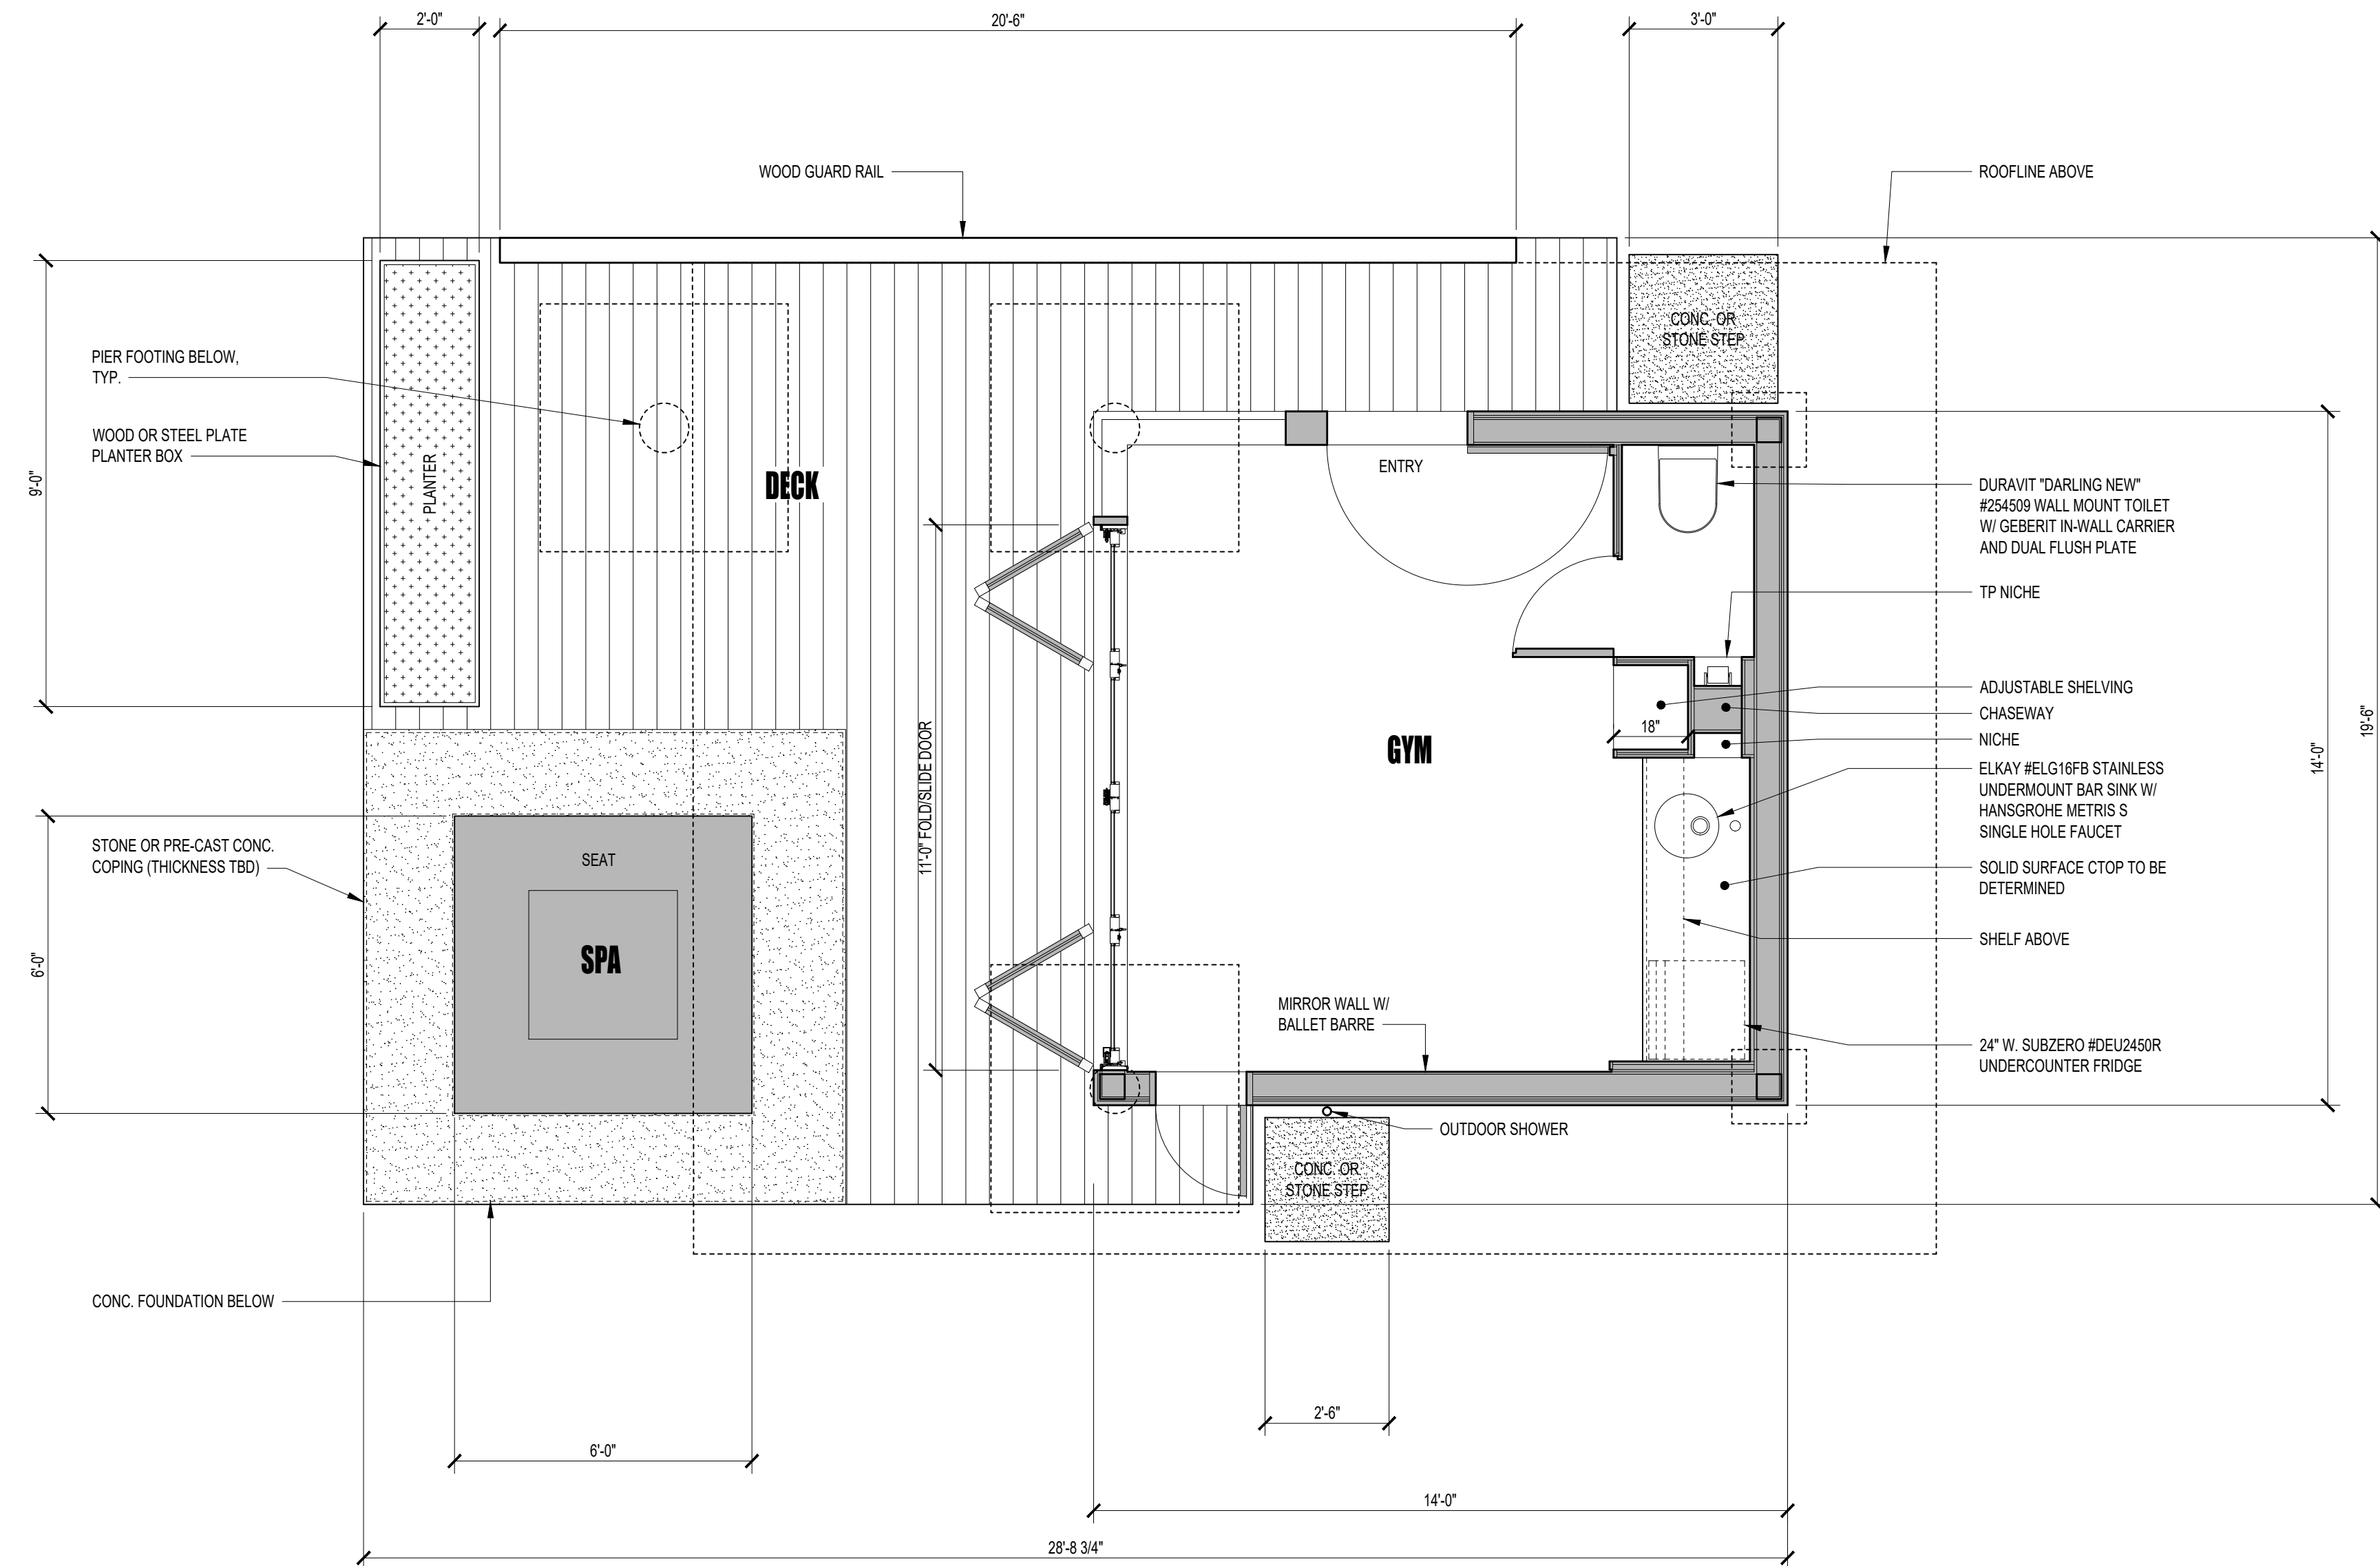 2'-0"
20'-6"
3'-0"
WOOD GUARD RAIL
ROOFLINE ABOVE
CONC. OR
STONE STEP
PIER FOOTING BELOW,
TYP.
WOOD OR STEEL PLATE
PLANTER BOX
9'-0"
PLANTER
DECK
ENTRY
DURAVIT "DARLING NEW"
#254509 WALL MOUNT TOILET
W/ GEBERIT IN-WALL CARRIER
AND DUAL FLUSH PLATE
TP NICHE
ADJUSTABLE SHELVING
CHASEWAY
NICHE
18"
19'-6"
14'-0"
11'-0" FOLD/SLIDE DOOR
GYM
ELKAY #ELG16FB STAINLESS
UNDERMOUNT BAR SINK W/
HANSGROHE METRIS S
SINGLE HOLE FAUCET
STONE OR PRE-CAST CONC.
COPING (THICKNESS TBD)
SEAT
SOLID SURFACE CTOP TO BE
DETERMINED
SHELF ABOVE
6'-0"
SPA
MIRROR WALL W/
BALLET BARRE
24" W. SUBZERO #DEU2450R
UNDERCOUNTER FRIDGE
OUTDOOR SHOWER
CONC. OR
STONE STEP
CONC. FOUNDATION BELOW
2'-6"
6'-0"
14'-0"
28'-8 3/4"